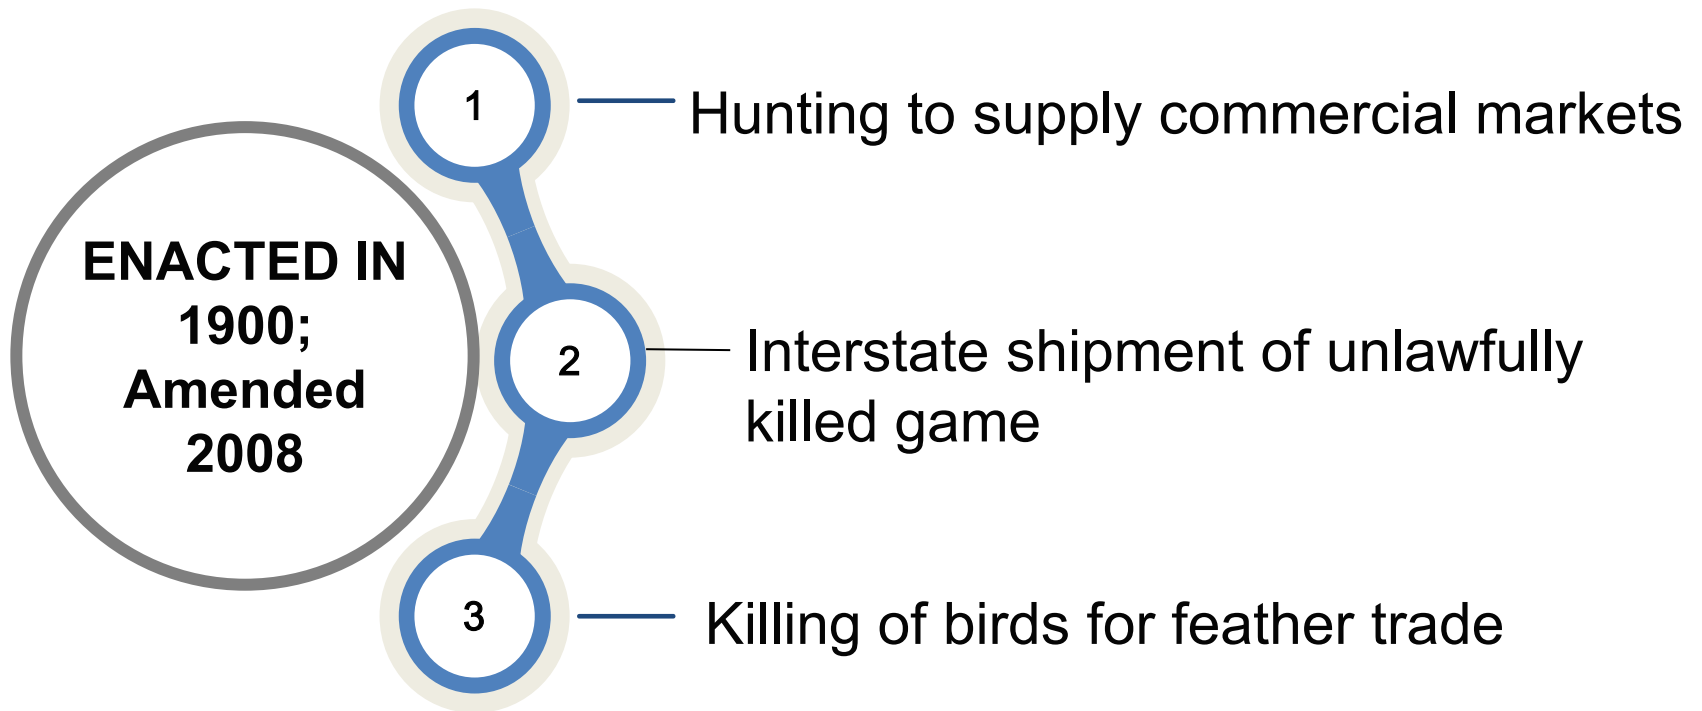 ENACTED IN
1900;
Amended
2008
1
Hunting to supply commercial markets
2
Interstate shipment of unlawfully
killed game
3
Killing of birds for feather trade